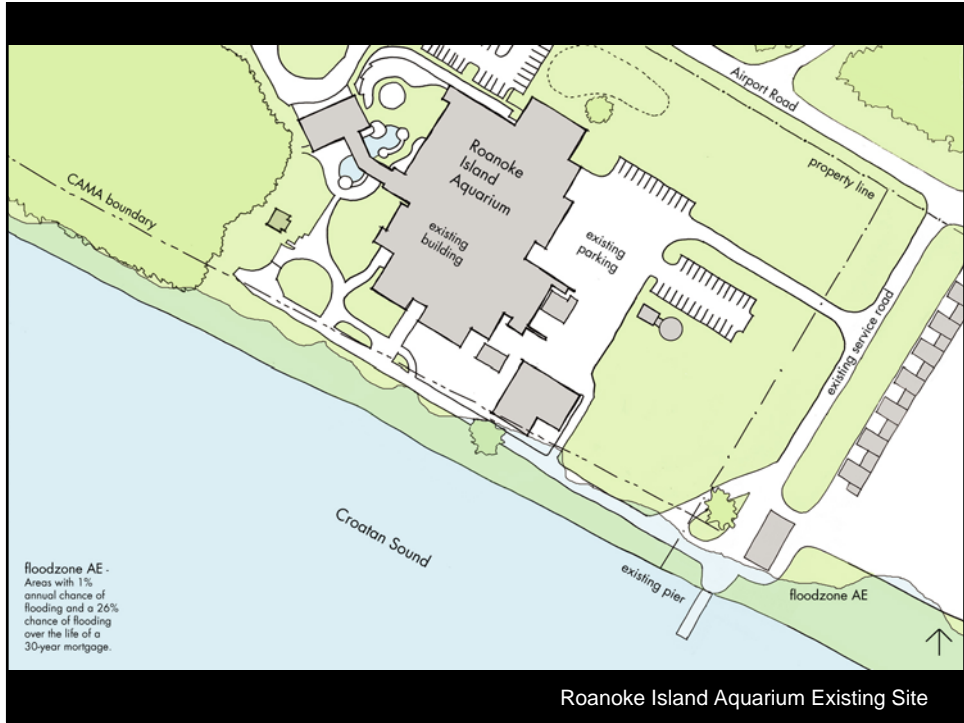 Airport Road
property line
CAMA boundary
Roanoke
Island
Aquarium
existing
building
existing
parking
existing service road
Croatan Sound
existing pier
floodzone AE
floodzone AE -
Areas with 1%
annual chance of
flooding and a 26%
chance of flooding
over the life of a
30-year mortgage.
Roanoke Island Aquarium Existing Site